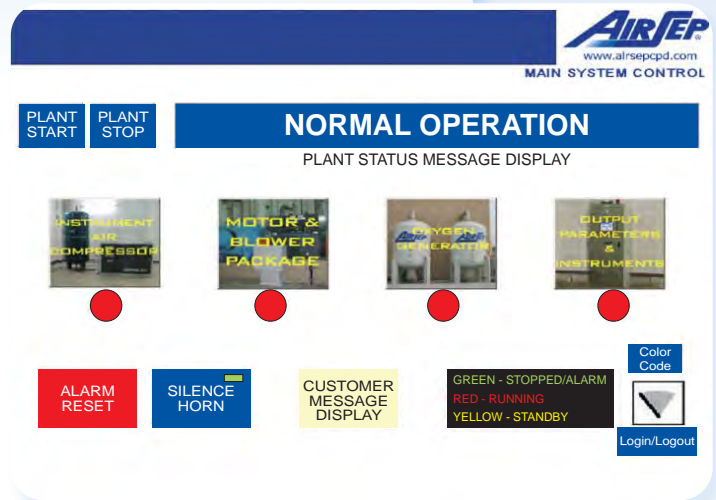 AIRSEP
www.airsepcpd.com
MAIN SYSTEM CONTROL
PLANT
START
PLANT
STOP
NORMAL OPERATION
PLANT STATUS MESSAGE DISPLAY
INSTRUMENT
AIR
COMPRESSOR
MOTOR &
BLOWER
PACKAGE
AIRSEP
OXYGEN
GENERATOR
OUTPUT
PARAMETERS
&
INSTRUMENTS
ALARM
RESET
SILENCE
HORN
CUSTOMER
MESSAGE
DISPLAY
GREEN - STOPPED/ALARM
RED - RUNNING
YELLOW - STANDBY
Color
Code
Login/Logout